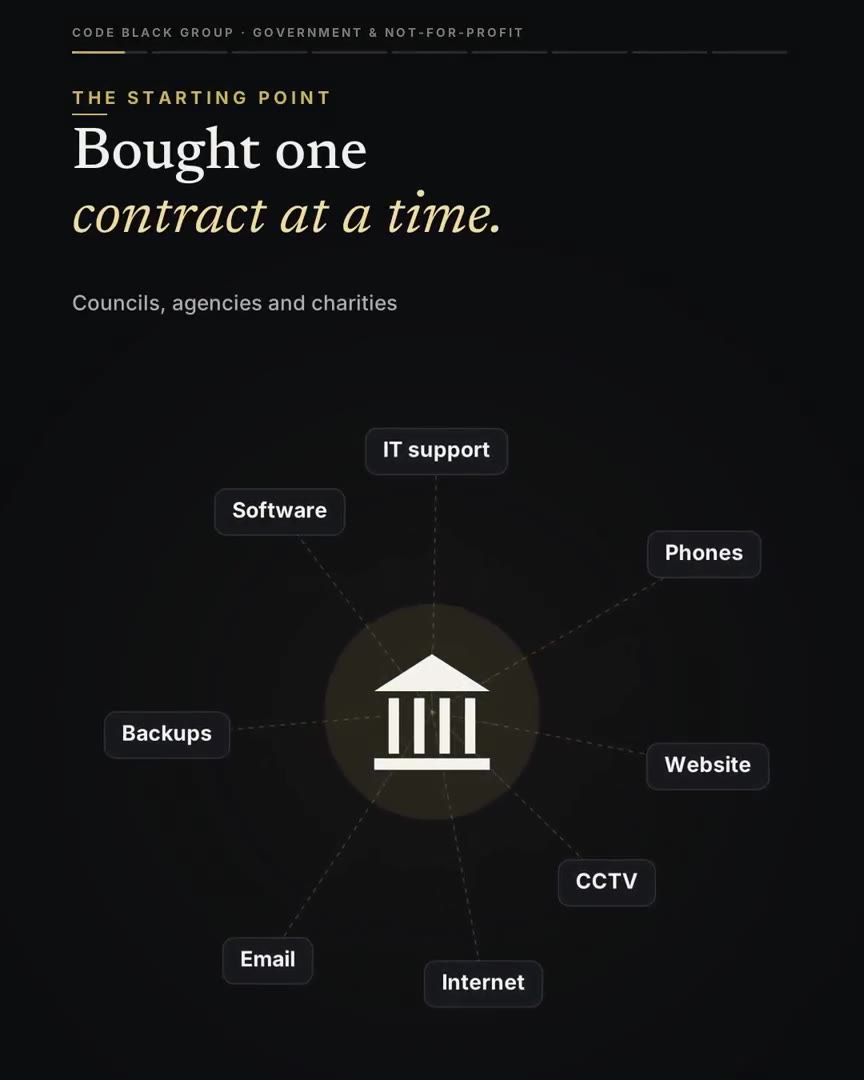 CODE BLACK GROUP · GOVERNMENT & NOT-FOR-PROFIT
THE STARTING POINT
Bought one
contract at a time.
Councils, agencies and charities
IT support
Software
Phones
Backups
Website
CCTV
Email
Internet